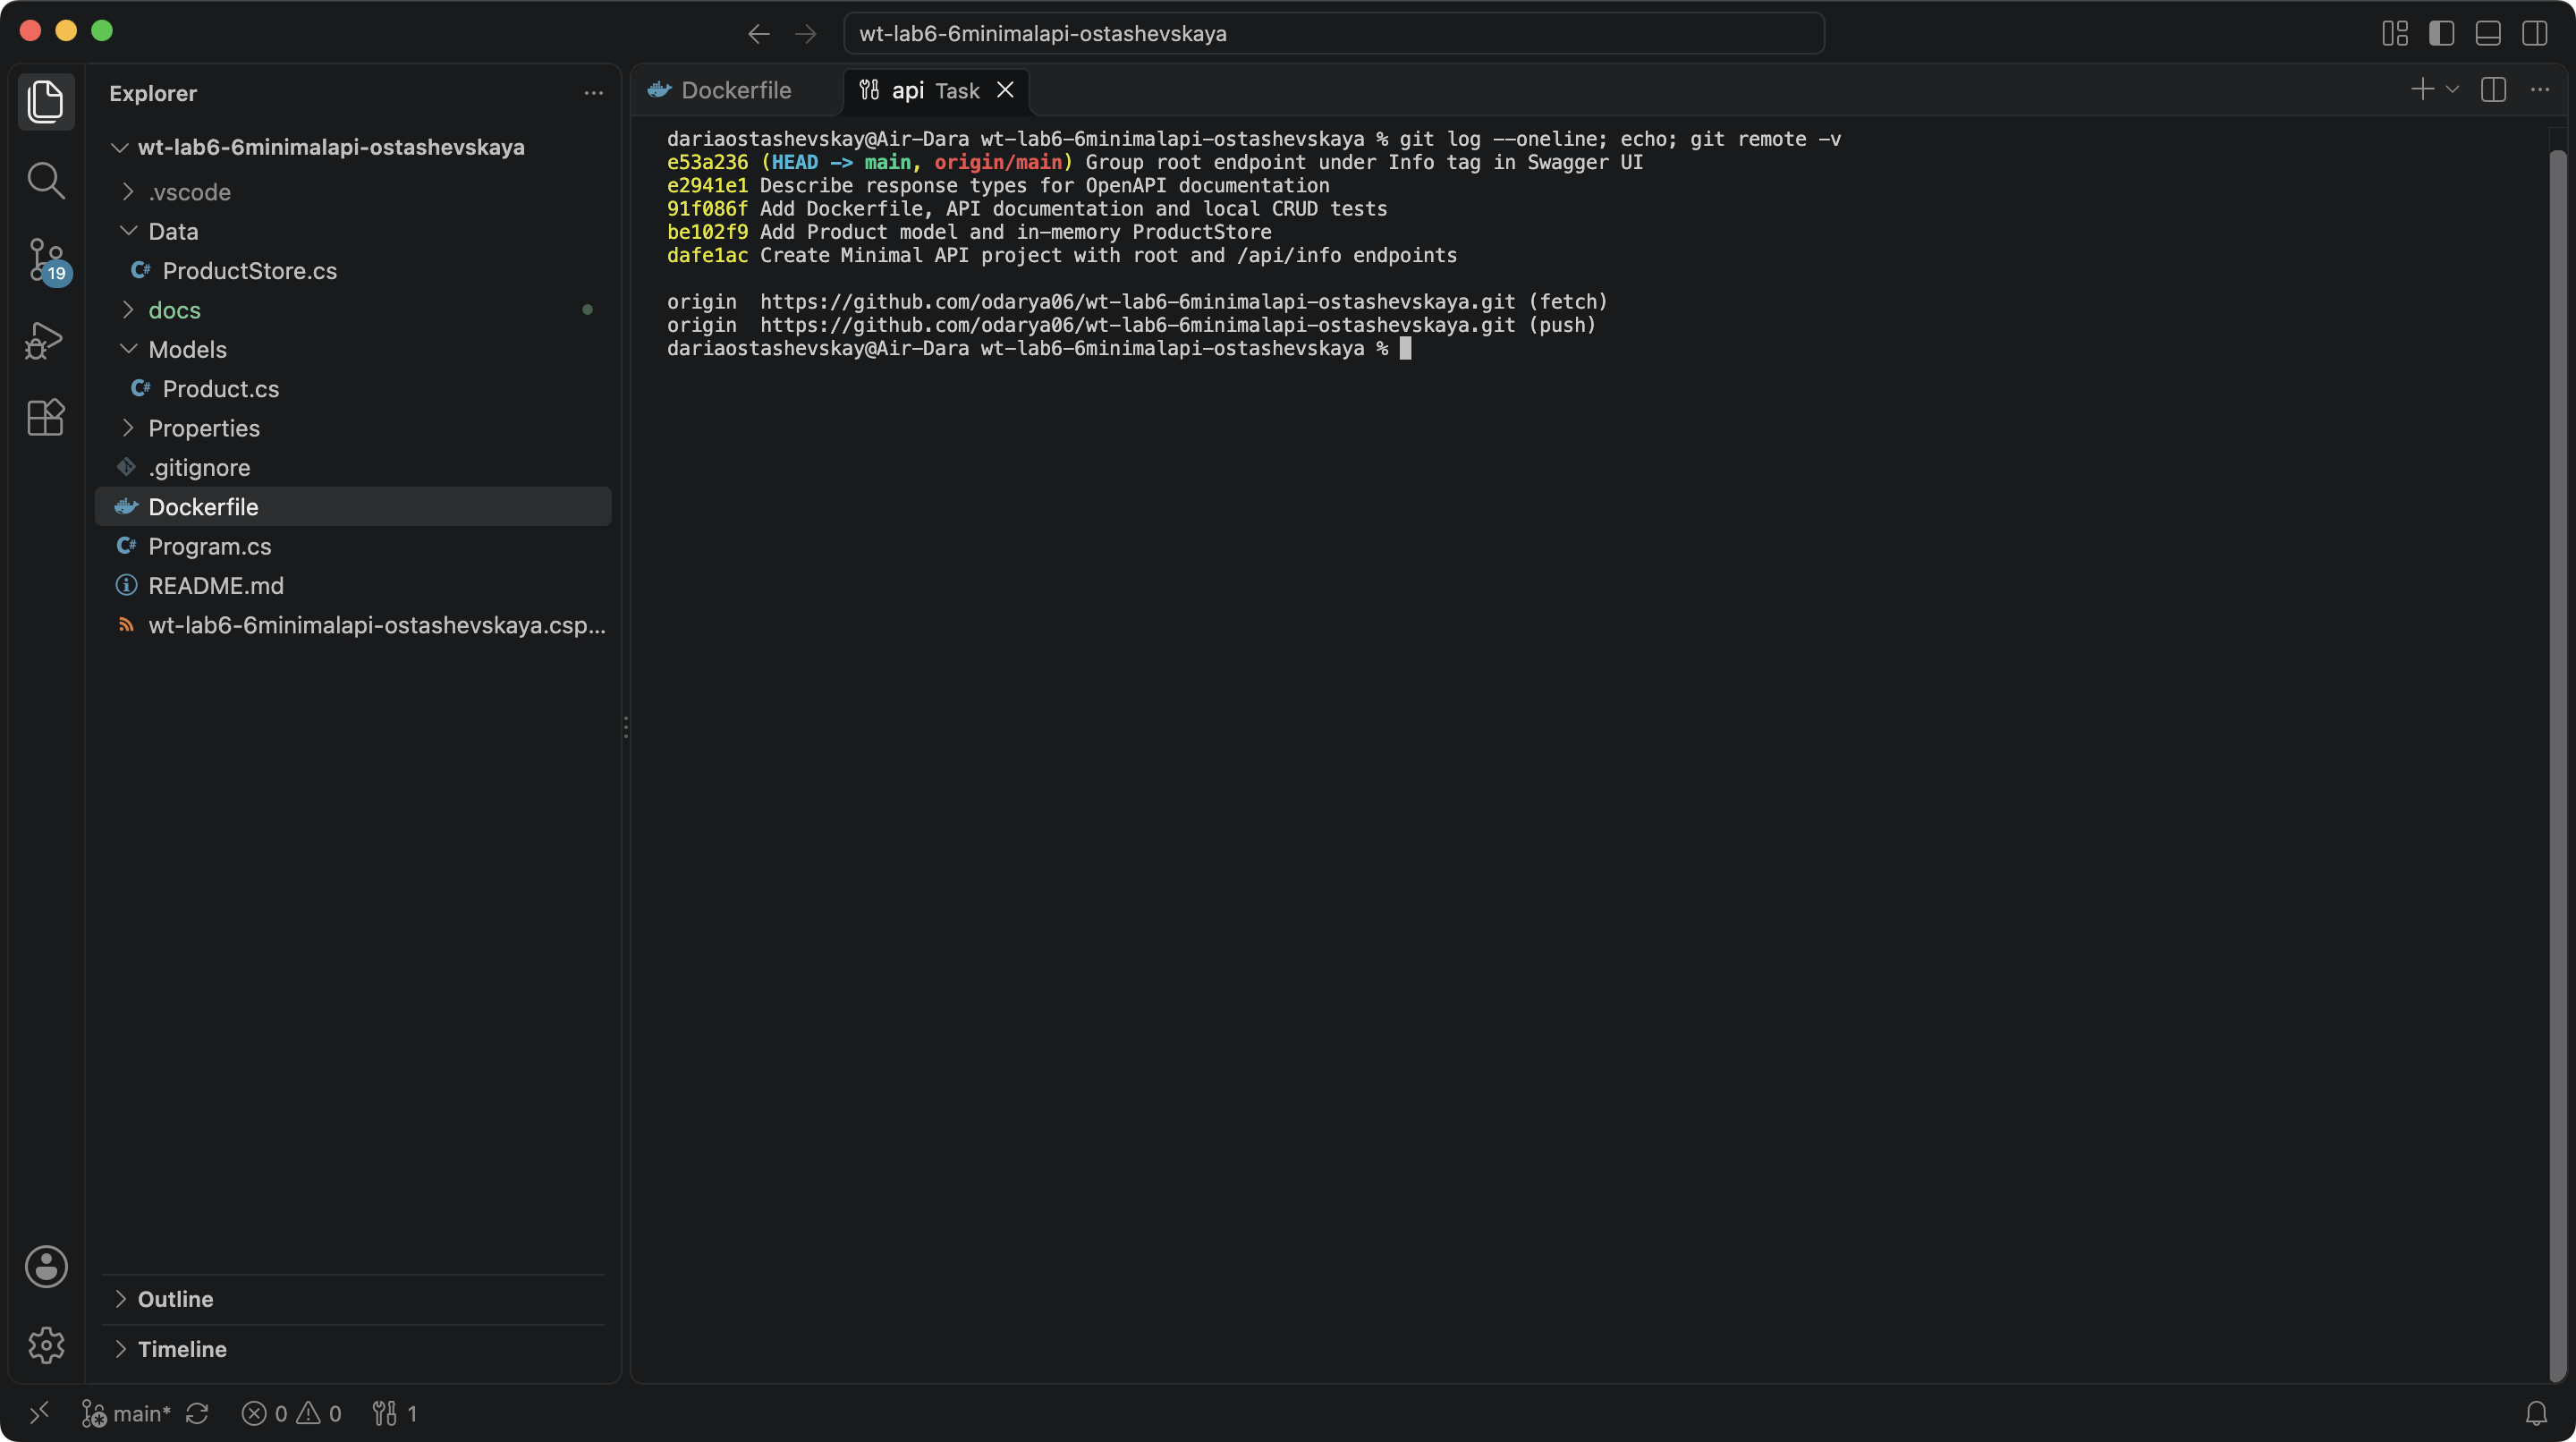 wt-lab6-6minimalapi-ostashevskaya
Explorer
wt-lab6-6minimalapi-ostashevskaya
.vscode
Data
ProductStore.cs
docs
Models
Product.cs
Properties
.gitignore
Dockerfile
Program.cs
README.md
wt-lab6-6minimalapi-ostashevskaya.csp...
19
Outline
Timeline
Dockerfile
api Task
dariaostashevskay@Air-Dara wt-lab6-6minimalapi-ostashevskaya % git log --oneline; echo; git remote -v
e53a236 (HEAD -> main, origin/main) Group root endpoint under Info tag in Swagger UI
e2941e1 Describe response types for OpenAPI documentation
91f086f Add Dockerfile, API documentation and local CRUD tests
be102f9 Add Product model and in-memory ProductStore
dafe1ac Create Minimal API project with root and /api/info endpoints
origin  https://github.com/odarya06/wt-lab6-6minimalapi-ostashevskaya.git (fetch)
origin  https://github.com/odarya06/wt-lab6-6minimalapi-ostashevskaya.git (push)
dariaostashevskay@Air-Dara wt-lab6-6minimalapi-ostashevskaya %
main* 0 0 1